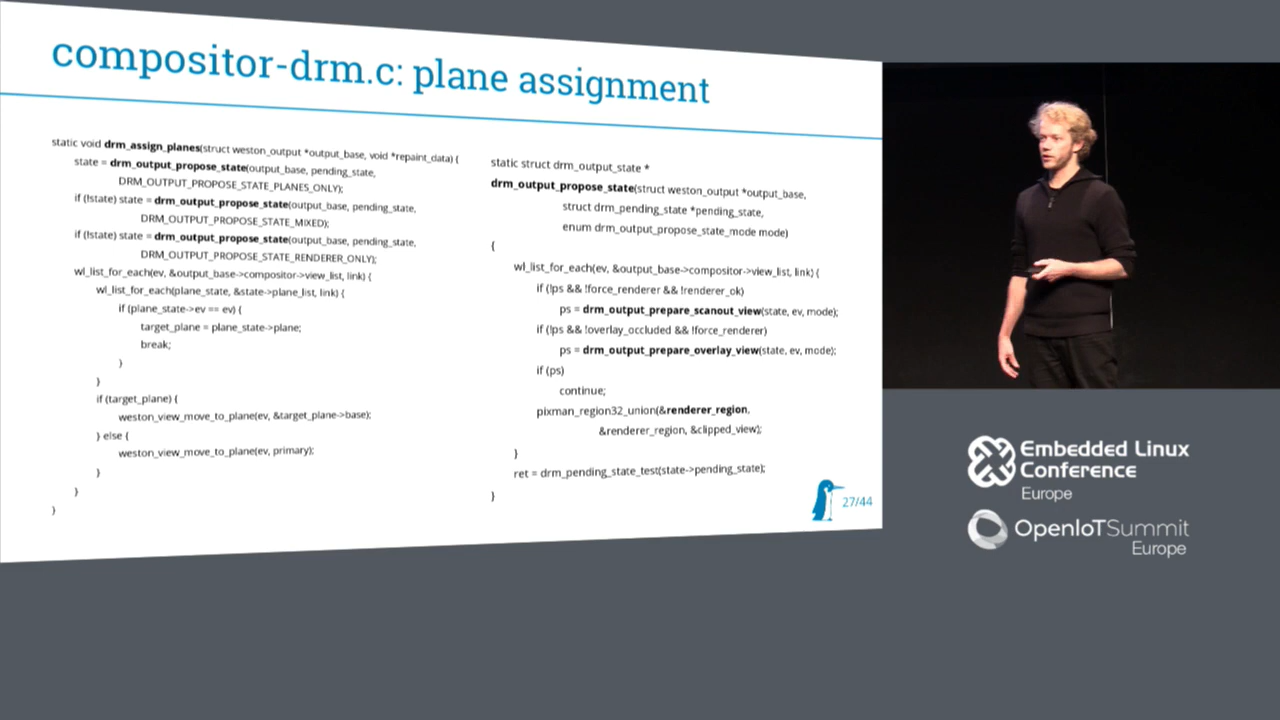 compositor-drm.c: plane assignment
static void drm_assign_planes(struct weston_output *output_base, void *repaint_data) {
state = drm_output_propose_state(output_base, pending_state,
DRM_OUTPUT_PROPOSE_STATE_PLANES_ONLY);
if (!state) state = drm_output_propose_state(output_base, pending_state,
DRM_OUTPUT_PROPOSE_STATE_MIXED);
if (!state) state = drm_output_propose_state(output_base, pending_state,
DRM_OUTPUT_PROPOSE_STATE_RENDERER_ONLY);
wl_list_for_each(ev, &output_base->compositor->view_list, link) {
wl_list_for_each(plane_state, &state->plane_list, link) {
if (plane_state->ev == ev) {
target_plane = plane_state->plane;
break;
}
}
if (target_plane) {
weston_view_move_to_plane(ev, &target_plane->base);
} else {
weston_view_move_to_plane(ev, primary);
}
}
}
static struct drm_output_state *
drm_output_propose_state(struct weston_output *output_base,
struct drm_pending_state *pending_state,
enum drm_output_propose_state_mode mode)
{
wl_list_for_each(ev, &output_base->compositor->view_list, link) {
if (!ps && !force_renderer && !renderer_ok)
ps = drm_output_prepare_scanout_view(state, ev, mode);
if (!ps && !overlay_occluded && !force_renderer)
ps = drm_output_prepare_overlay_view(state, ev, mode);
if (ps)
continue;
pixman_region32_union(&renderer_region,
&renderer_region, &clipped_view);
}
ret = drm_pending_state_test(state->pending_state);
}
27/44
Embedded Linux
Conference
Europe
OpenIoTSummit
Europe